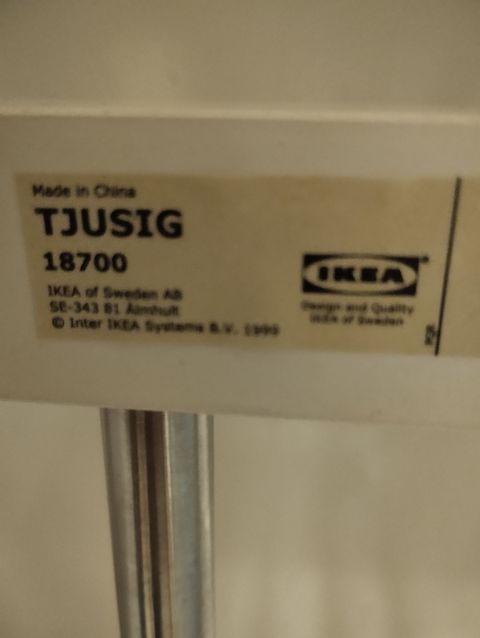 Made in China
TJUSIG
18700
IKEA of Sweden AB
SE-343 81 Älmhult
© Inter IKEA Systems B.V. 1999
IKEA®
Design and Quality
IKEA of Sweden